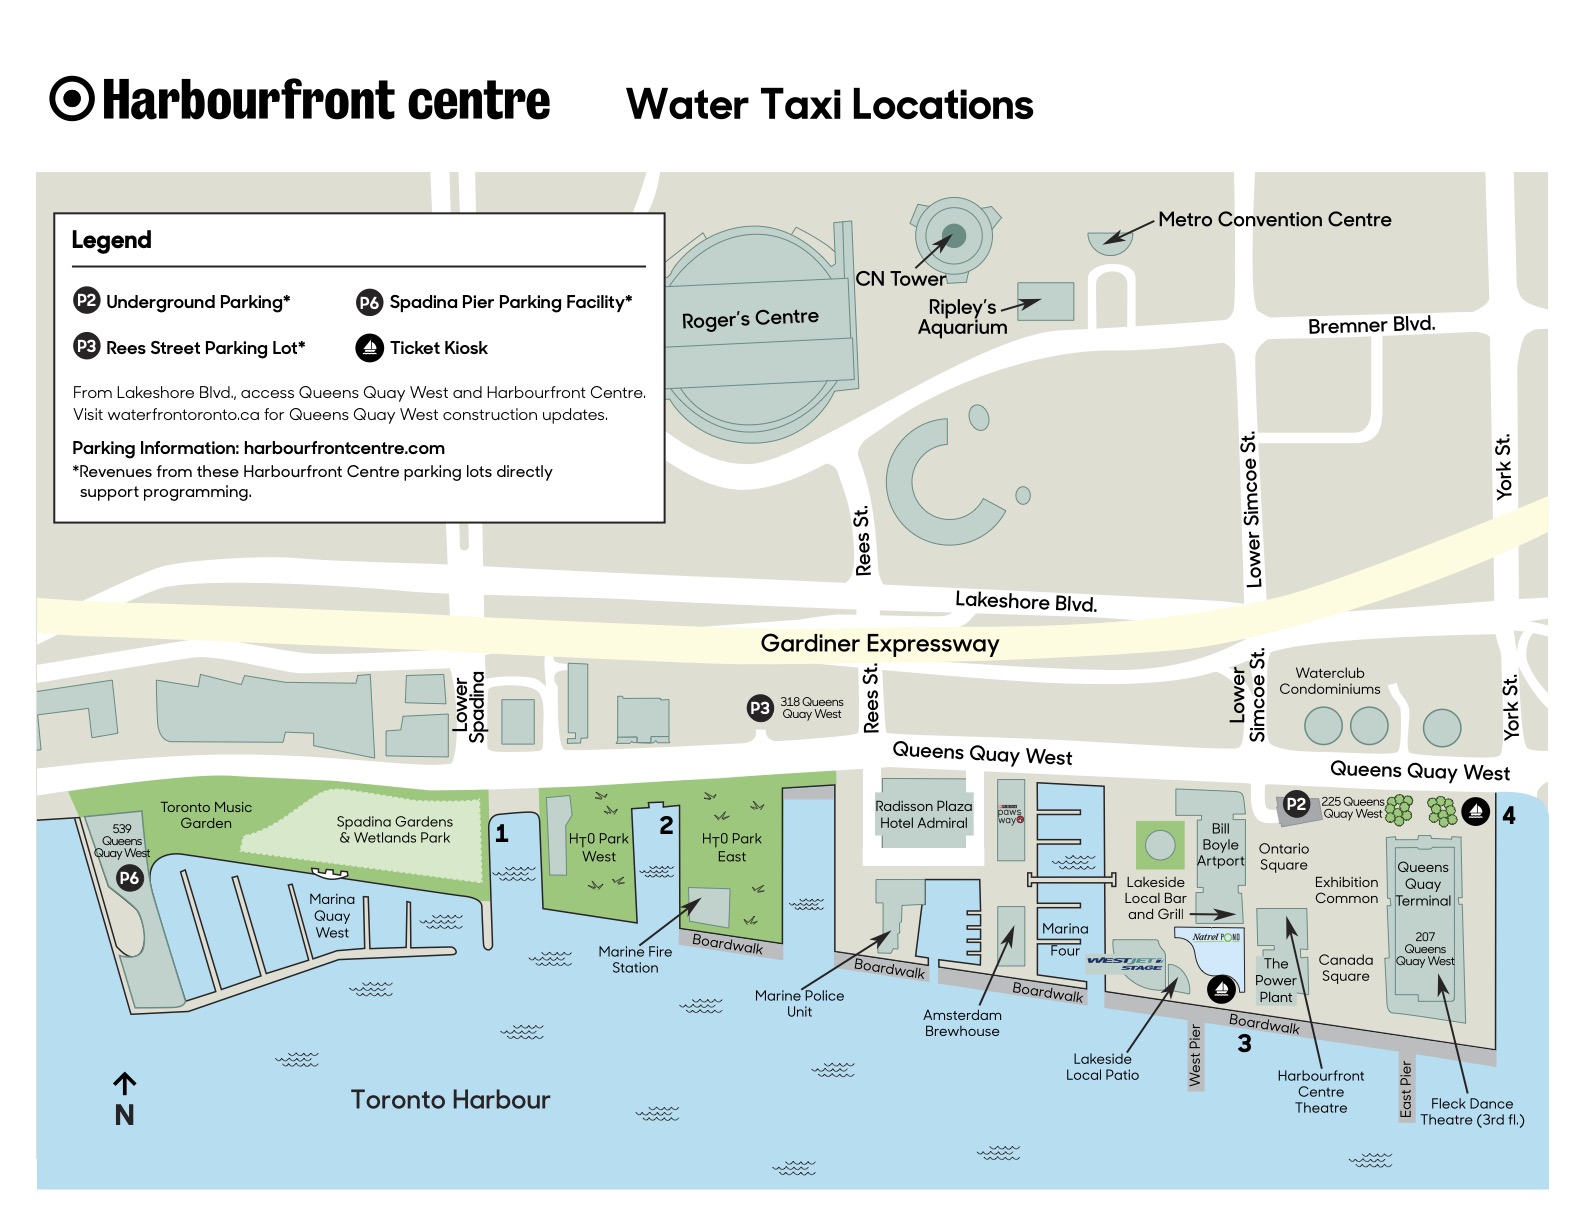 Harbourfront centre
Water Taxi Locations
Legend
P2 Underground Parking*
P6 Spadina Pier Parking Facility*
P3 Rees Street Parking Lot*
Ticket Kiosk
From Lakeshore Blvd., access Queens Quay West and Harbourfront Centre.
Visit waterfrontoronto.ca for Queens Quay West construction updates.
Parking Information: harbourfrontcentre.com
*Revenues from these Harbourfront Centre parking lots directly
support programming.
Metro Convention Centre
CN Tower
Ripley's
Aquarium
Roger's Centre
Bremner Blvd.
Rees St.
Lower Simcoe St.
York St.
Lakeshore Blvd.
Gardiner Expressway
Lower
Spadina
P3
318 Queens
Quay West
Rees St.
Lower
Simcoe St.
Waterclub
Condominiums
York St.
Queens Quay West
Queens Quay West
Toronto Music
Garden
539
Queens
Quay West
P6
Spadina Gardens
& Wetlands Park
Marina
Quay
West
1
HTO Park
West
2
HTO Park
East
Marine Fire
Station
Boardwalk
Radisson Plaza
Hotel Admiral
paws
way
Marine Police
Unit
Boardwalk
Amsterdam
Brewhouse
Marina
Four
Boardwalk
Bill
Boyle
Artport
Lakeside
Local Bar
and Grill
Natrel POND
WESTJET
STAGE
Lakeside
Local Patio
West Pier
P2
225 Queens
Quay West
4
Ontario
Square
Exhibition
Common
Canada
Square
The
Power
Plant
Boardwalk
3
Harbourfront
Centre
Theatre
Queens
Quay
Terminal
207
Queens
Quay West
East Pier
Fleck Dance
Theatre (3rd fl.)
Toronto Harbour
N